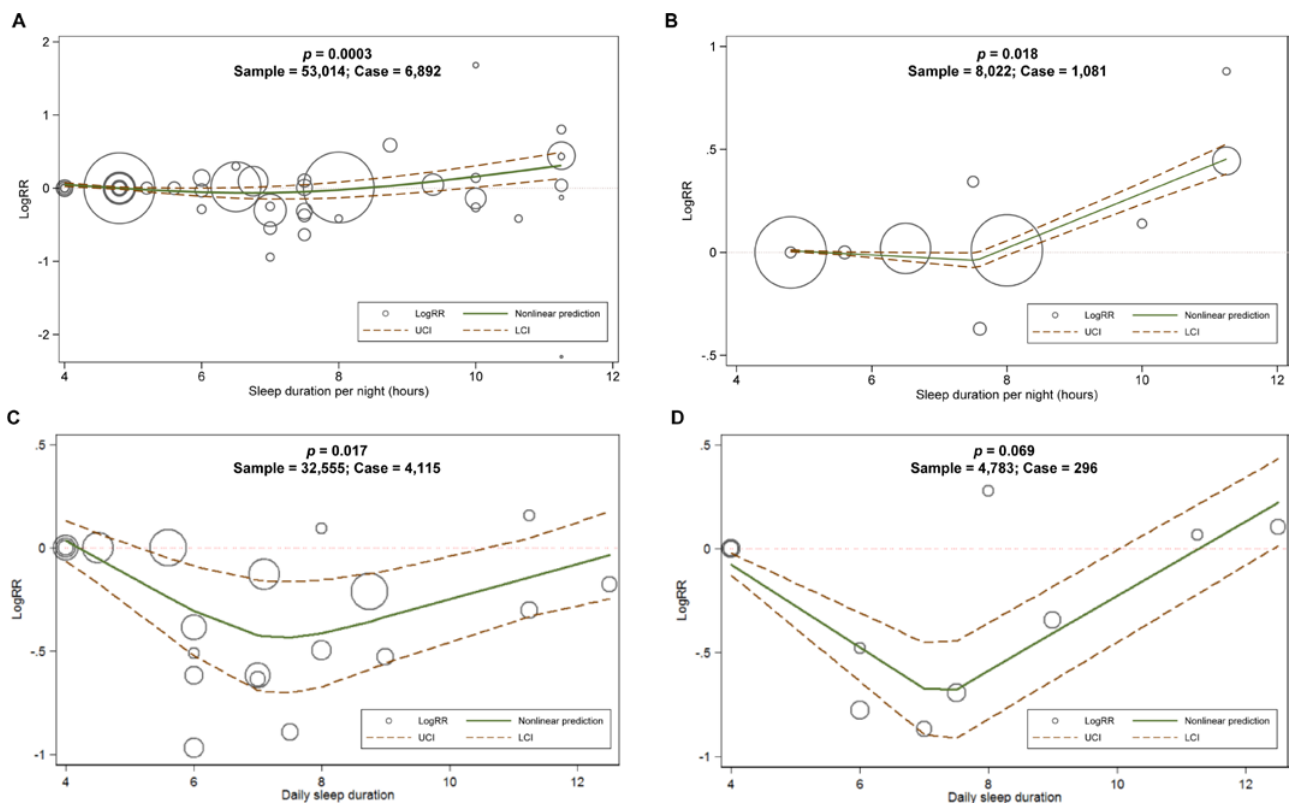 A
p = 0.0003
Sample = 53,014; Case = 6,892
2
1
0
-1
-2
LogRR
LogRR
Nonlinear prediction
UCI
LCI
4
6
8
10
12
Sleep duration per night (hours)
B
p = 0.018
Sample = 8,022; Case = 1,081
1
.5
0
-.5
LogRR
LogRR
Nonlinear prediction
UCI
LCI
4
6
8
10
12
Sleep duration per night (hours)
C
p = 0.017
Sample = 32,555; Case = 4,115
.5
0
-.5
-1
LogRR
LogRR
Nonlinear prediction
UCI
LCI
4
6
8
10
12
Daily sleep duration
D
p = 0.069
Sample = 4,783; Case = 296
.5
0
-.5
-1
LogRR
LogRR
Nonlinear prediction
UCI
LCI
4
6
8
10
12
Daily sleep duration